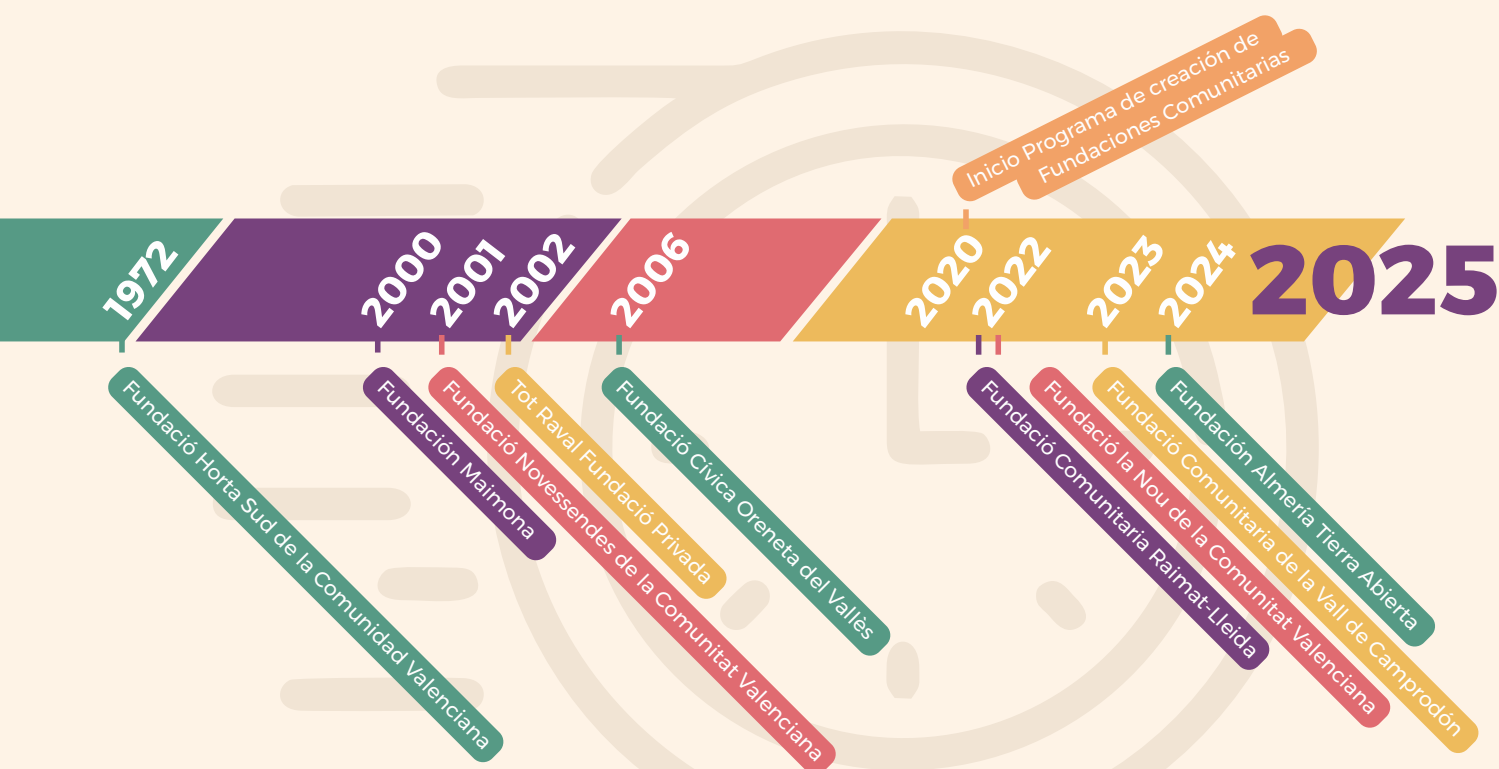 Inicio Programa de creación de
Fundaciones Comunitarias
1972
2000
2001
2002
2006
2020
2022
2023
2024
2025
Fundació Horta Sud de la Comunidad Valenciana
Fundación Maimona
Fundació Novessendes de la Comunitat Valenciana
Tot Raval Fundació Privada
Fundació Cívica Oreneta del Vallès
Fundació Comunitaria Raimat-Lleida
Fundació la Nou de la Comunitat Valenciana
Fundació Comunitaria de la Vall de Camprodón
Fundación Almería Tierra Abierta